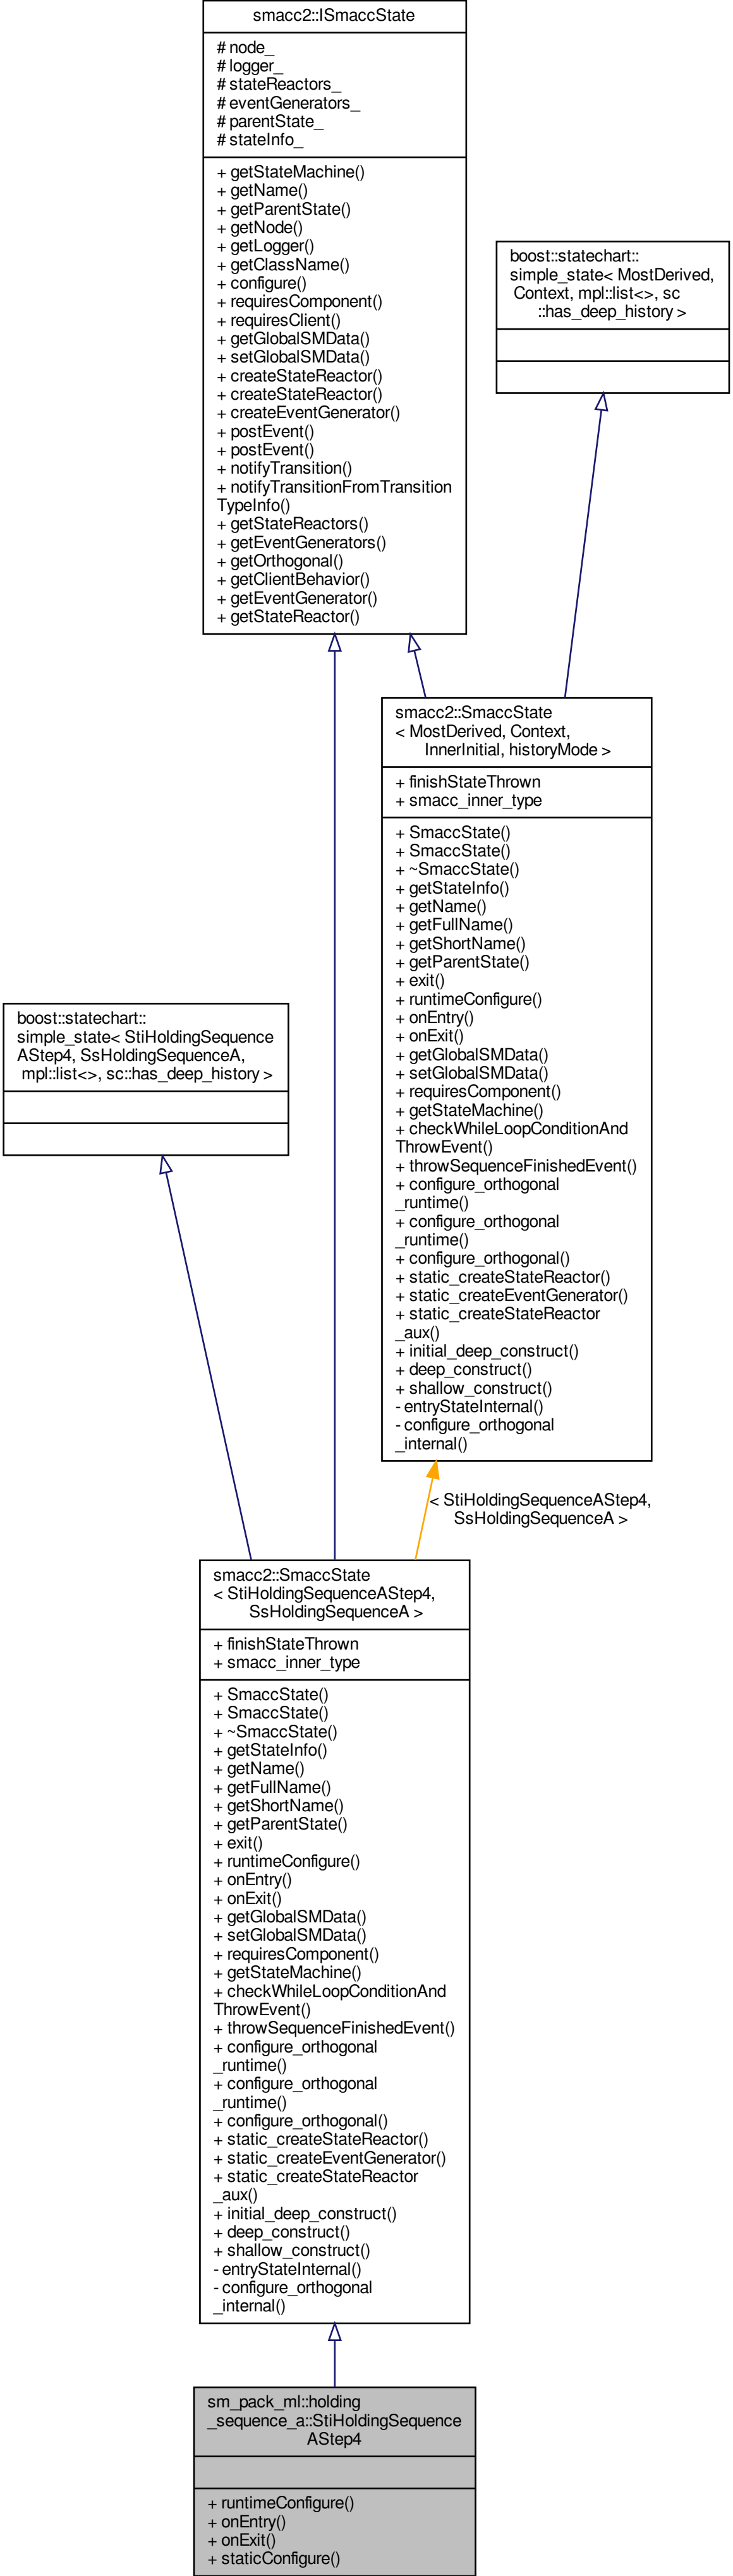 smacc2::ISmaccState
# node_
# logger_
# stateReactors_
# eventGenerators_
# parentState_
# stateInfo_
+ getStateMachine()
+ getName()
+ getParentState()
+ getNode()
+ getLogger()
+ getClassName()
+ configure()
+ requiresComponent()
+ requiresClient()
+ getGlobalSMData()
+ setGlobalSMData()
+ createStateReactor()
+ createStateReactor()
+ createEventGenerator()
+ postEvent()
+ postEvent()
+ notifyTransition()
+ notifyTransitionFromTransition
TypeInfo()
+ getStateReactors()
+ getEventGenerators()
+ getOrthogonal()
+ getClientBehavior()
+ getEventGenerator()
+ getStateReactor()
boost::statechart::
simple_state< MostDerived,
Context, mpl::list<>, sc
::has_deep_history >
smacc2::SmaccState
< MostDerived, Context,
InnerInitial, historyMode >
+ finishStateThrown
+ smacc_inner_type
+ SmaccState()
+ SmaccState()
+ ~SmaccState()
+ getStateInfo()
+ getName()
+ getFullName()
+ getShortName()
+ getParentState()
+ exit()
+ runtimeConfigure()
+ onEntry()
+ onExit()
+ getGlobalSMData()
+ setGlobalSMData()
+ requiresComponent()
+ getStateMachine()
+ checkWhileLoopConditionAnd
ThrowEvent()
+ throwSequenceFinishedEvent()
+ configure_orthogonal
_runtime()
+ configure_orthogonal
_runtime()
+ configure_orthogonal()
+ static_createStateReactor()
+ static_createEventGenerator()
+ static_createStateReactor
_aux()
+ initial_deep_construct()
+ deep_construct()
+ shallow_construct()
- entryStateInternal()
- configure_orthogonal
_internal()
boost::statechart::
simple_state< StiHoldingSequence
AStep4, SsHoldingSequenceA,
mpl::list<>, sc::has_deep_history >
< StiHoldingSequenceAStep4,
SsHoldingSequenceA >
smacc2::SmaccState
< StiHoldingSequenceAStep4,
SsHoldingSequenceA >
+ finishStateThrown
+ smacc_inner_type
+ SmaccState()
+ SmaccState()
+ ~SmaccState()
+ getStateInfo()
+ getName()
+ getFullName()
+ getShortName()
+ getParentState()
+ exit()
+ runtimeConfigure()
+ onEntry()
+ onExit()
+ getGlobalSMData()
+ setGlobalSMData()
+ requiresComponent()
+ getStateMachine()
+ checkWhileLoopConditionAnd
ThrowEvent()
+ throwSequenceFinishedEvent()
+ configure_orthogonal
_runtime()
+ configure_orthogonal
_runtime()
+ configure_orthogonal()
+ static_createStateReactor()
+ static_createEventGenerator()
+ static_createStateReactor
_aux()
+ initial_deep_construct()
+ deep_construct()
+ shallow_construct()
- entryStateInternal()
- configure_orthogonal
_internal()
sm_pack_ml::holding
_sequence_a::StiHoldingSequence
AStep4
+ runtimeConfigure()
+ onEntry()
+ onExit()
+ staticConfigure()